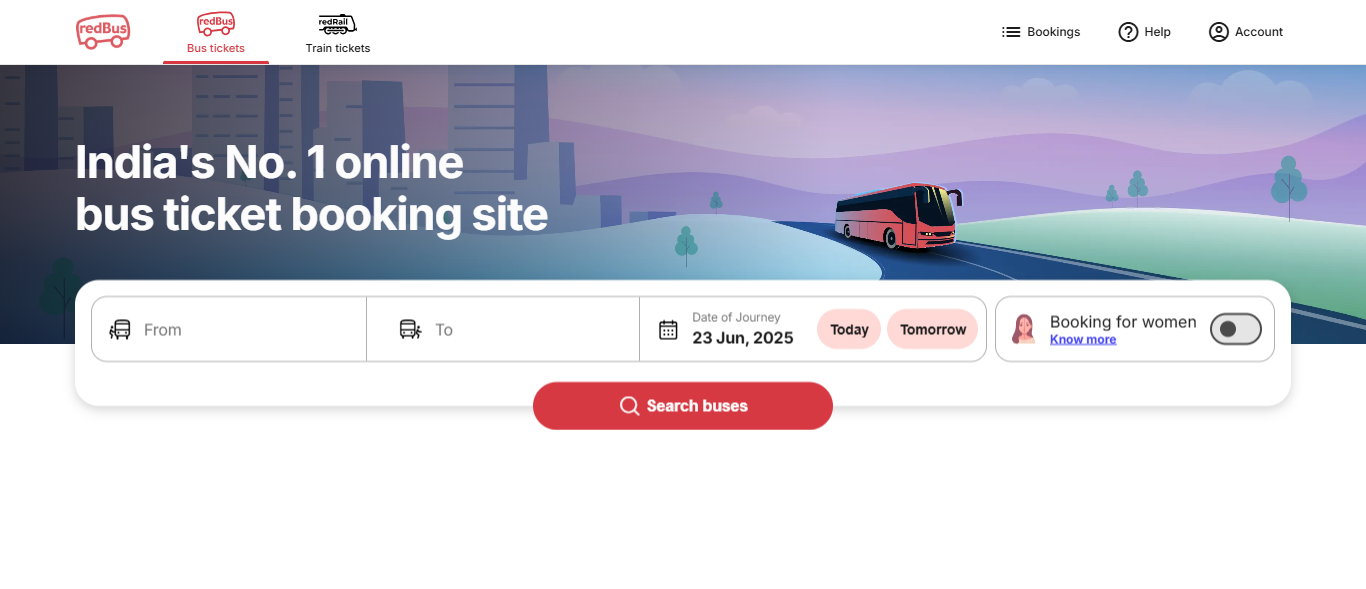 redBus
redBus
Bus tickets
redRail
Train tickets
Bookings
Help
Account
India's No. 1 online
bus ticket booking site
From
To
Date of Journey
23 Jun, 2025
Today
Tomorrow
Booking for women
Know more
Search buses